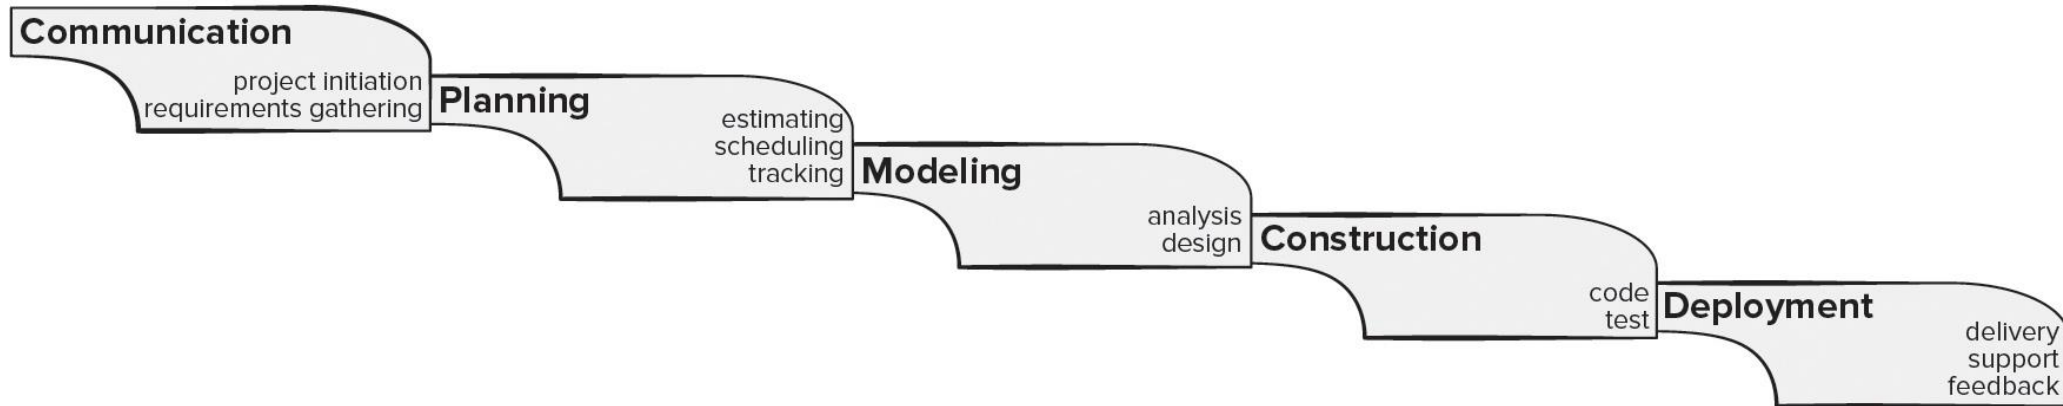 Communication
project initiation
requirements gathering
Planning
estimating
scheduling
tracking
Modeling
analysis
design
Construction
code
test
Deployment
delivery
support
feedback